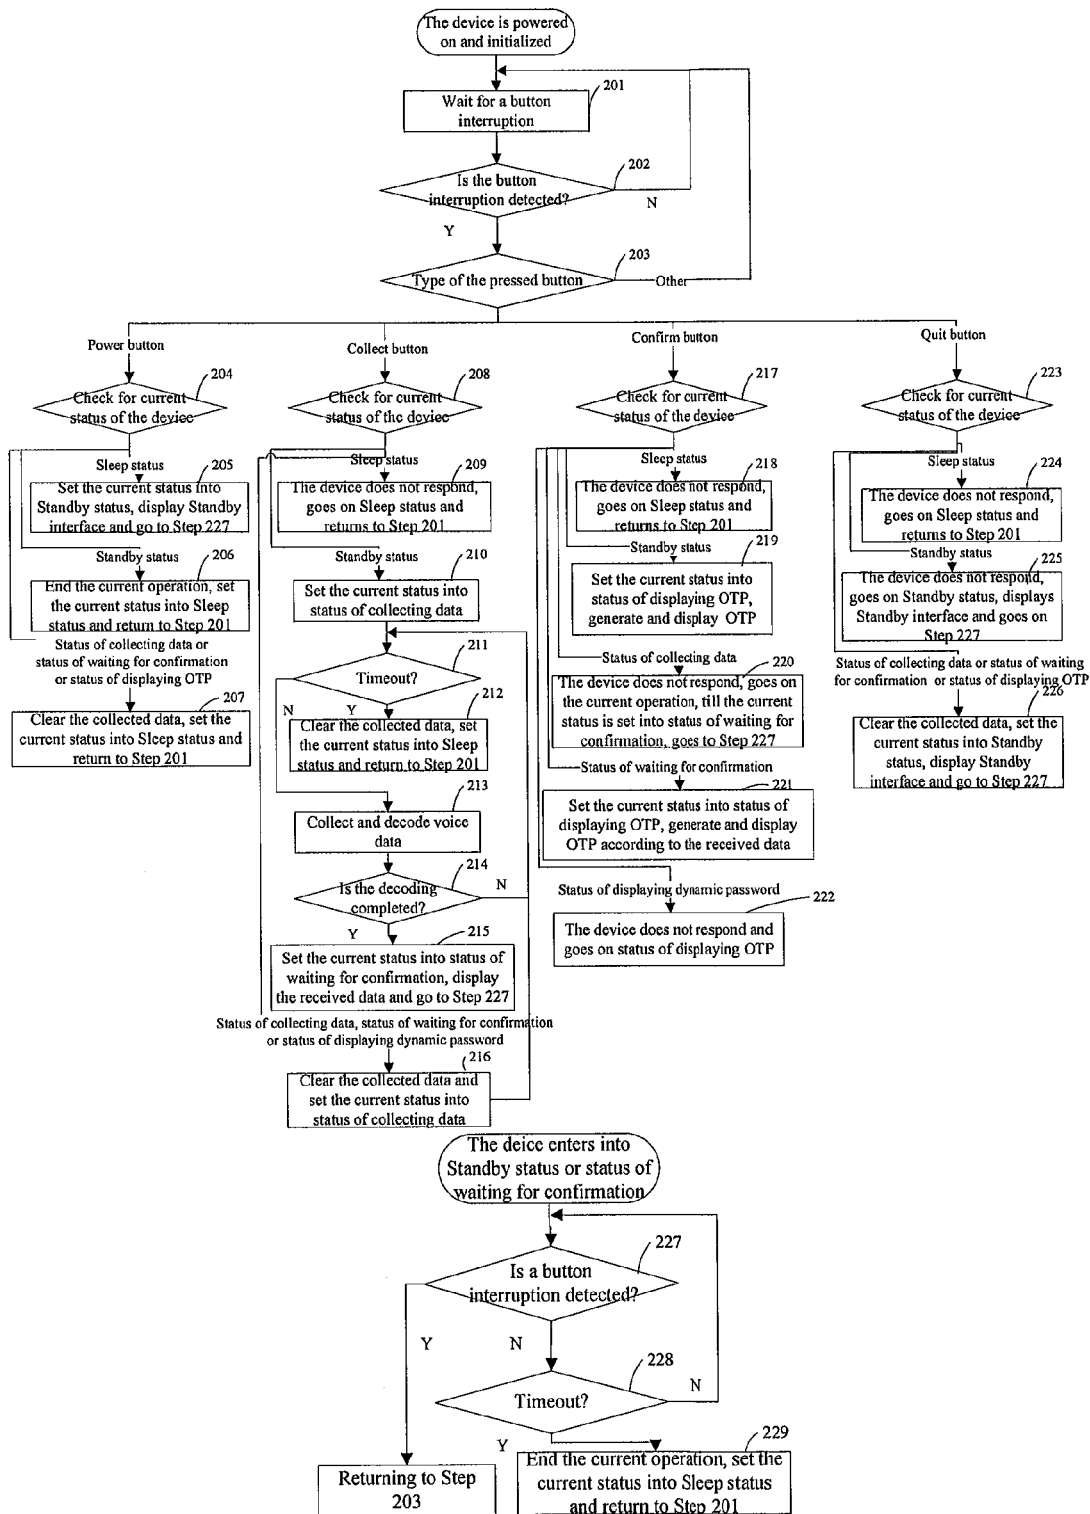 The device is powered
on and initialized
201
Wait for a button
interruption
202
Is the button
interruption detected?
N
Y
203
Type of the pressed button
Other
Power button
204
Check for current
status of the device
Sleep status
205
Set the current status into
Standby status, display Standby
interface and go to Step 227
Standby status
206
End the current operation, set
the current status into Sleep
status and return to Step 201
Status of collecting data or
status of waiting for confirmation
or status of displaying OTP
207
Clear the collected data, set the
current status into Sleep status and
return to Step 201
Collect button
208
Check for current
status of the device
Sleep status
209
The device does not respond,
goes on Sleep status and
returns to Step 201
Standby status
210
Set the current status into
status of collecting data
211
Timeout?
N
Y
212
Clear the collected data, set
the current status into Sleep
status and return to Step 201
213
Collect and decode voice
data
214
Is the decoding
completed?
N
Y
215
Set the current status into status of
waiting for confirmation, display
the received data and go to Step 227
Status of collecting data, status of waiting for confirmation
or status of displaying dynamic password
216
Clear the collected data and
set the current status into
status of collecting data
Confirm button
217
Check for current
status of the device
Sleep status
218
The device does not respond,
goes on Sleep status and
returns to Step 201
Standby status
219
Set the current status into
status of displaying OTP,
generate and display OTP
Status of collecting data
220
The device does not respond, goes on
the current operation, till the current
status is set into status of waiting for
confirmation, goes to Step 227
Status of waiting for confirmation
221
Set the current status into status of
displaying OTP, generate and display
OTP according to the received data
Status of displaying dynamic password
222
The device does not respond and
goes on status of displaying OTP
Quit button
223
Check for current
status of the device
Sleep status
224
The device does not respond,
goes on Sleep status and
returns to Step 201
Standby status
225
The device does not respond,
goes on Standby status, displays
Standby interface and goes on
Step 227
Status of collecting data or status of waiting
for confirmation or status of displaying OTP
226
Clear the collected data, set the
current status into Standby
status, display Standby
interface and go to Step 227
The deice enters into
Standby status or status of
waiting for confirmation
227
Is a button
interruption detected?
Y
N
228
Timeout?
N
Y
229
Returning to Step
203
End the current operation, set the
current status into Sleep status
and return to Step 201